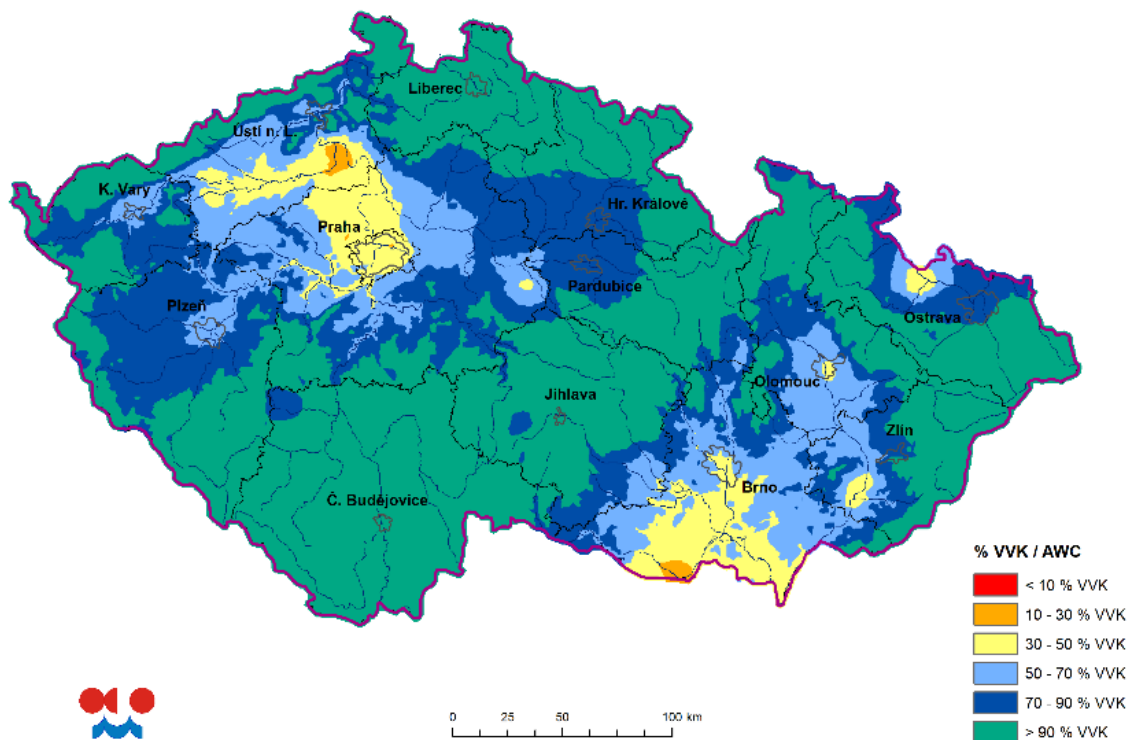 Liberec
Ústí n. L.
K. Vary
Hr. Králové
Praha
Pardubice
Plzeň
Ostrava
Olomouc
Jihlava
Zlín
Brno
Č. Budějovice
% VVK / AWC
< 10 % VVK
10 - 30 % VVK
30 - 50 % VVK
50 - 70 % VVK
70 - 90 % VVK
> 90 % VVK
0 25 50 100 km